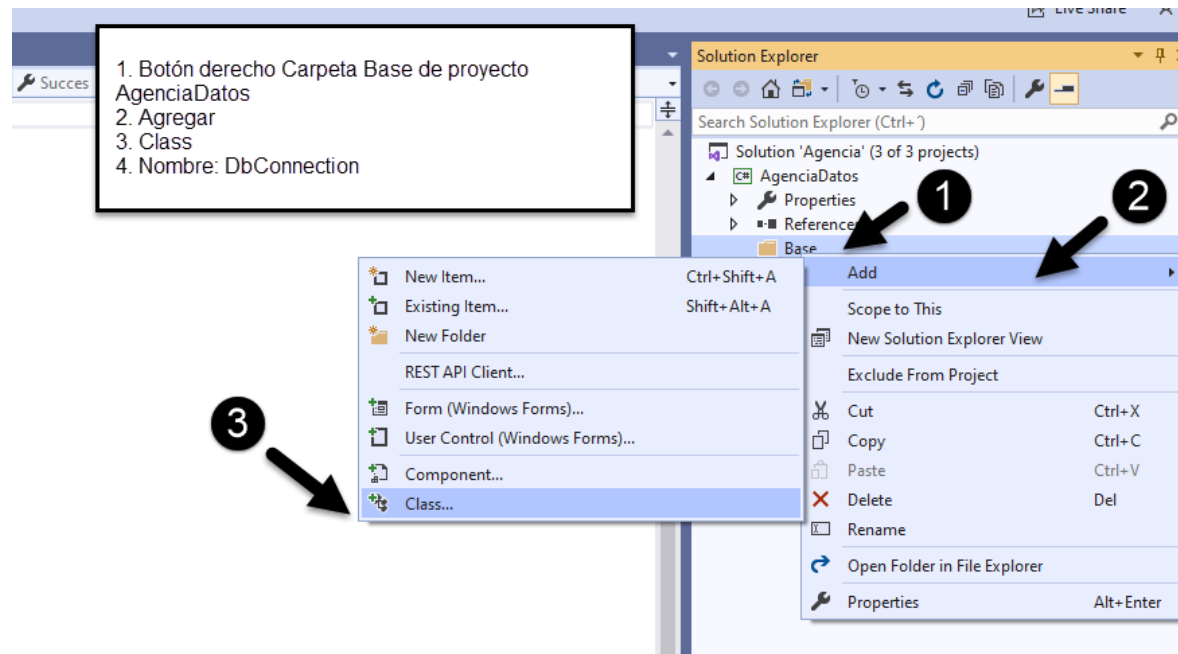 Live Share
1. Botón derecho Carpeta Base de proyecto
AgenciaDatos
2. Agregar
3. Class
4. Nombre: DbConnection
Succes
Solution Explorer
Search Solution Explorer (Ctrl+´)
Solution 'Agencia' (3 of 3 projects)
C# AgenciaDatos
Properties
1
2
References
Base
New Item... Ctrl+Shift+A
Existing Item... Shift+Alt+A
New Folder
REST API Client...
Form (Windows Forms)...
User Control (Windows Forms)...
Component...
Class...
3
Add
Scope to This
New Solution Explorer View
Exclude From Project
Cut Ctrl+X
Copy Ctrl+C
Paste Ctrl+V
Delete Del
Rename
Open Folder in File Explorer
Properties Alt+Enter